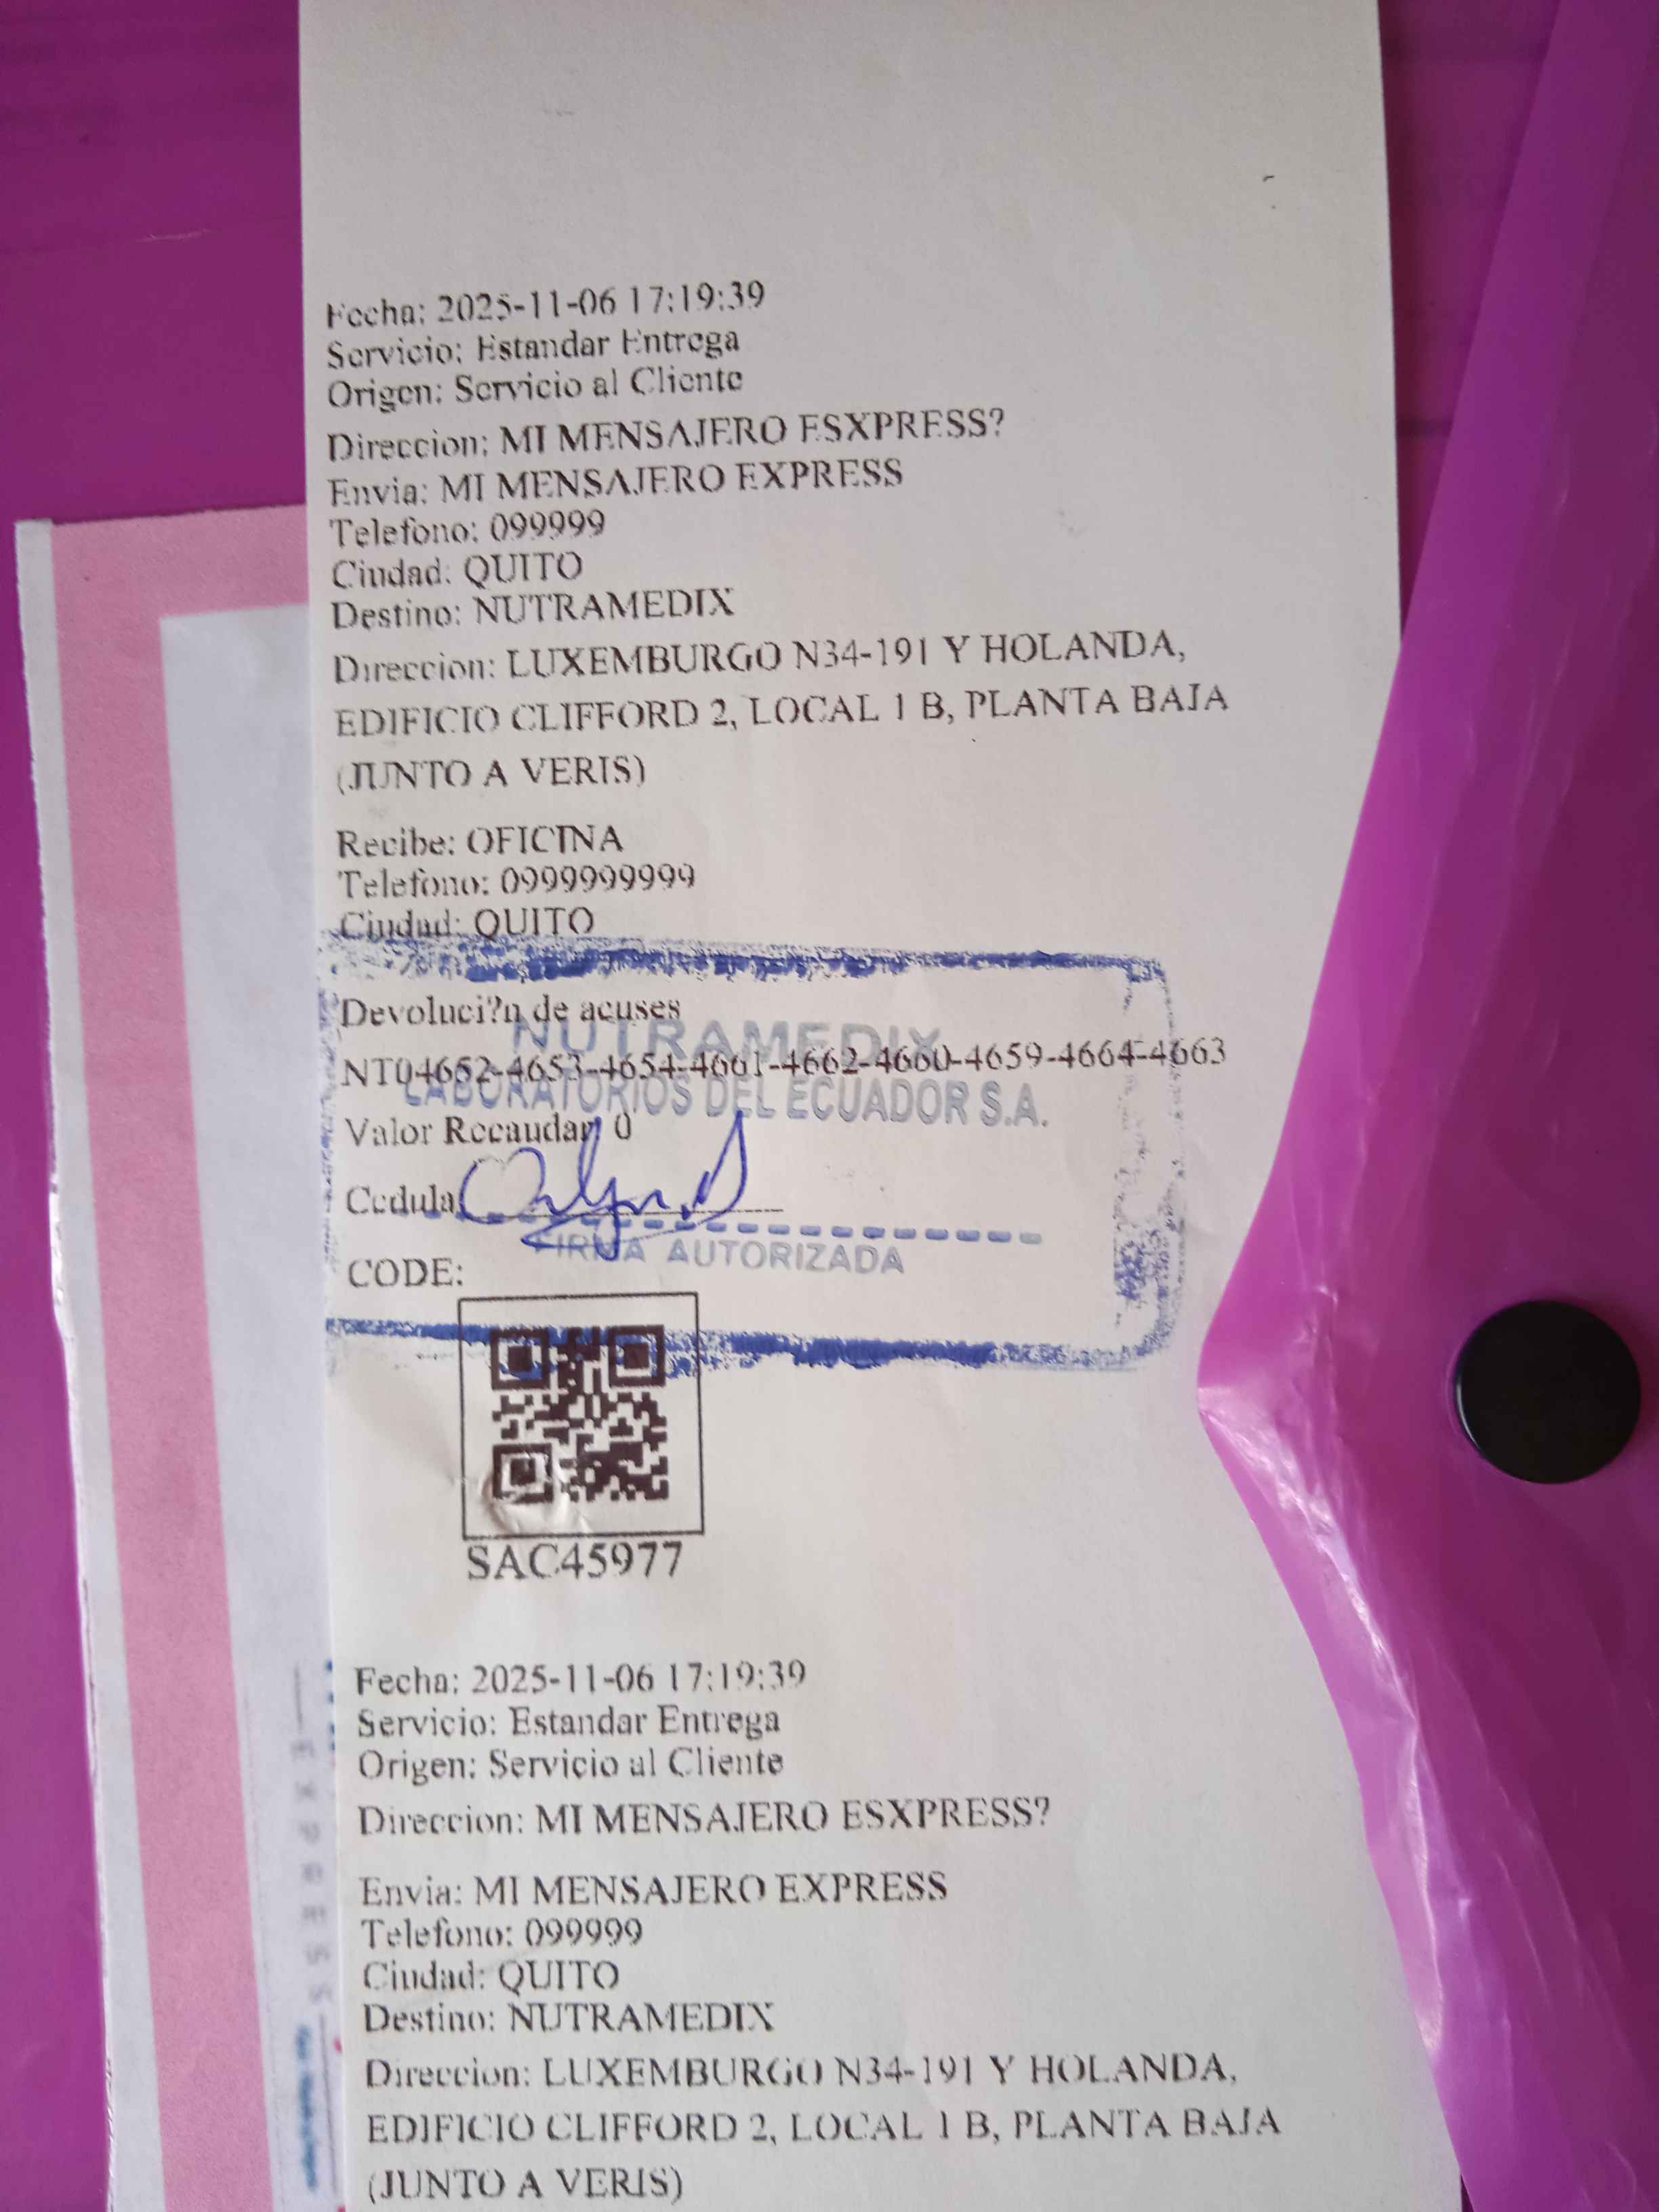 Fecha: 2025-11-06 17:19:39
Servicio: Estandar Entrega
Origen: Servicio al Cliente
Direccion: MI MENSAJERO ESXPRESS?
Envia: MI MENSAJERO EXPRESS
Telefono: 099999
Ciudad: QUITO
Destino: NUTRAMEDIX
Direccion: LUXEMBURGO N34-191 Y HOLANDA,
EDIFICIO CLIFFORD 2, LOCAL 1 B, PLANTA BAJA
(JUNTO A VERIS)
Recibe: OFICINA
Telefono: 0999999999
Ciudad: QUITO
Devoluci?n de acuses
NUTRAMEDIX
NT04652-4653-4654-4661-4662-4660-4659-4664-4663
LABORATORIOS DEL ECUADOR S.A.
Valor Recaudar 0
Cedula
FIRMA AUTORIZADA
CODE:
SAC45977
Fecha: 2025-11-06 17:19:39
Servicio: Estandar Entrega
Origen: Servicio al Cliente
Direccion: MI MENSAJERO ESXPRESS?
Envia: MI MENSAJERO EXPRESS
Telefono: 099999
Ciudad: QUITO
Destino: NUTRAMEDIX
Direccion: LUXEMBURGO N34-191 Y HOLANDA,
EDIFICIO CLIFFORD 2, LOCAL 1 B, PLANTA BAJA
(JUNTO A VERIS)
EXPRESS